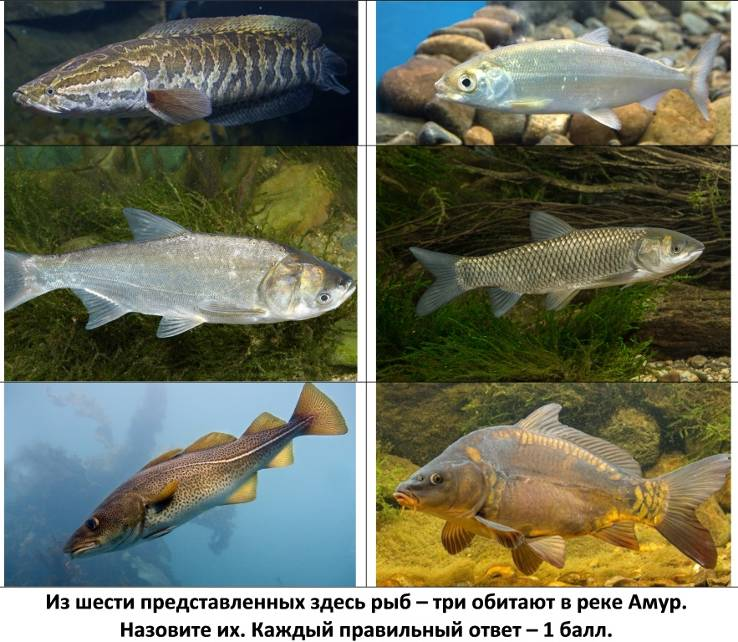 Из шести представленных здесь рыб – три обитают в реке Амур.
Назовите их. Каждый правильный ответ – 1 балл.